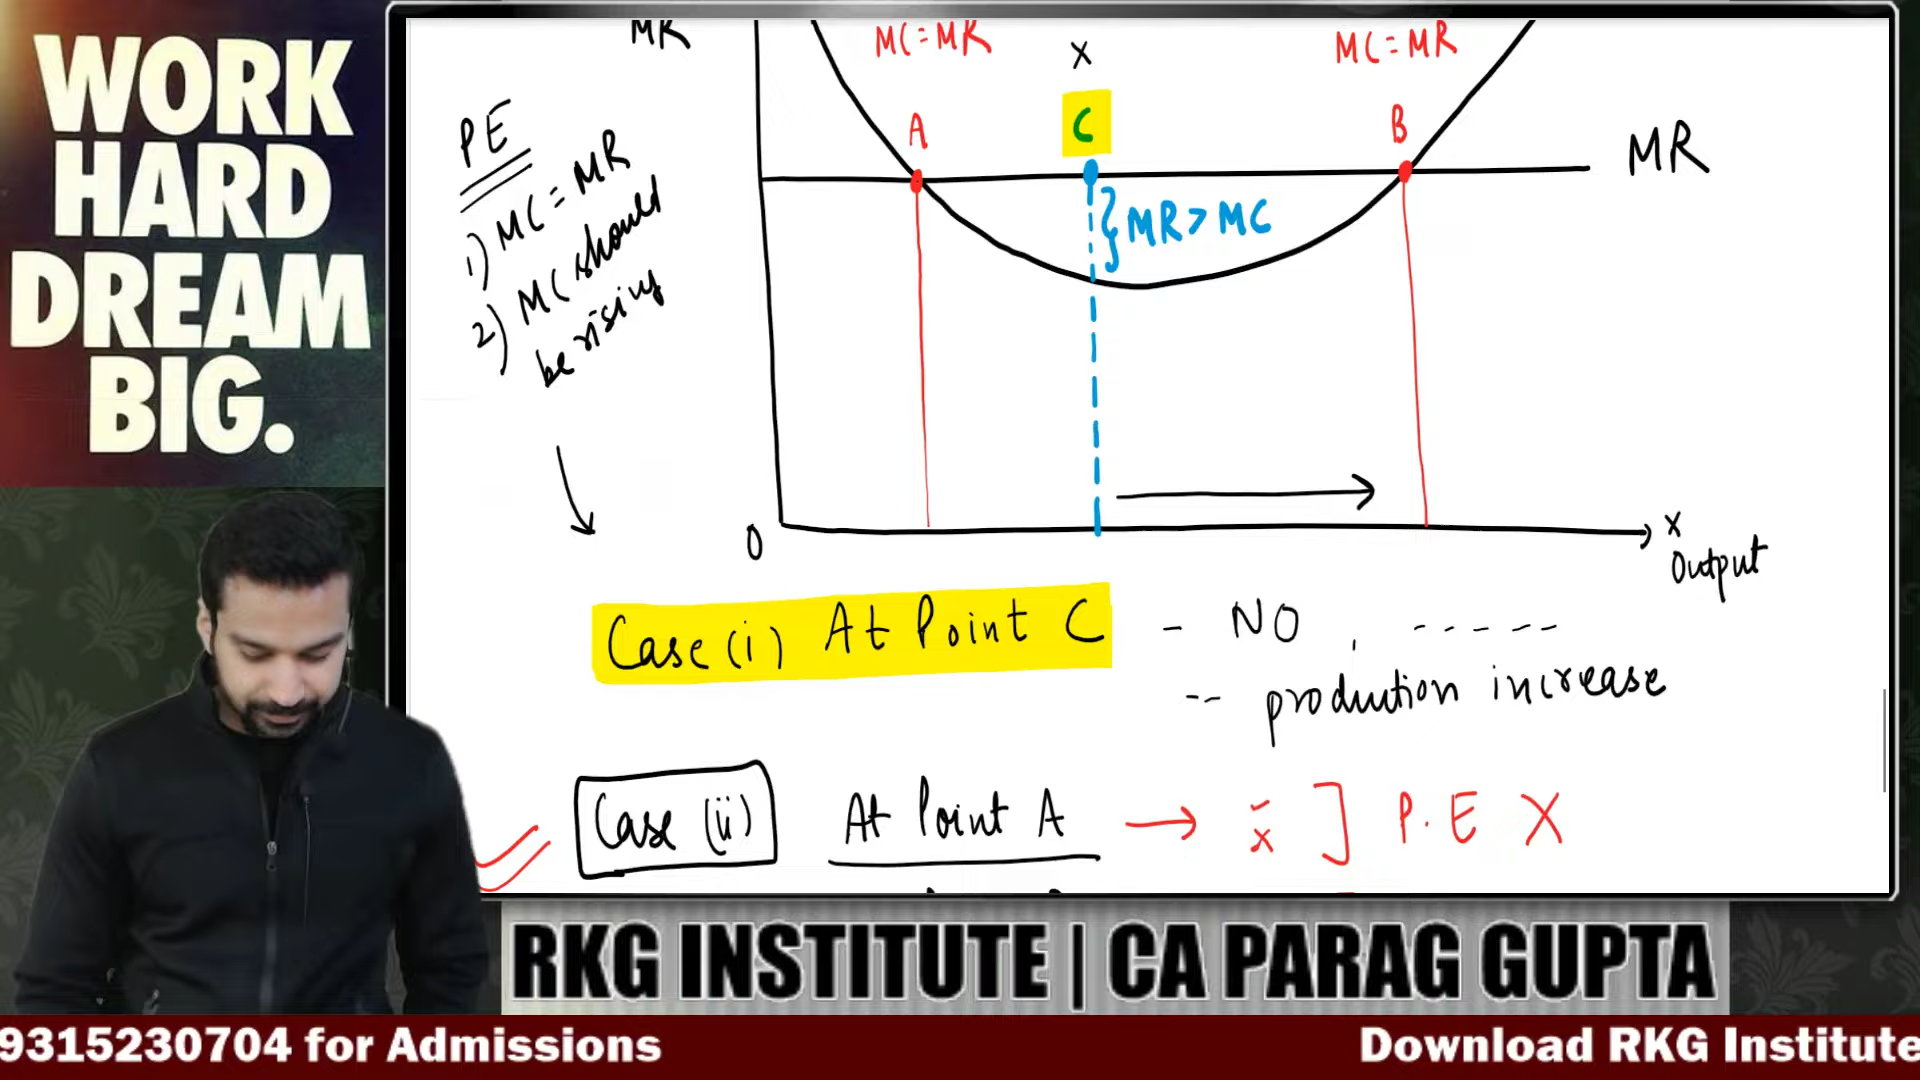 WORK
HARD
DREAM
BIG.
MR
MC=MR
X
MC=MR
PE
1) MC = MR
2) MC should
be rising
A
C
B
MR
MR > MC
0
X
Output
Case (i) At Point C - NO , -----
-- prodution increase
Case (ii) At Point A → x ] P.E X
RKG INSTITUTE | CA PARAG GUPTA
9315230704 for Admissions
Download RKG Institute